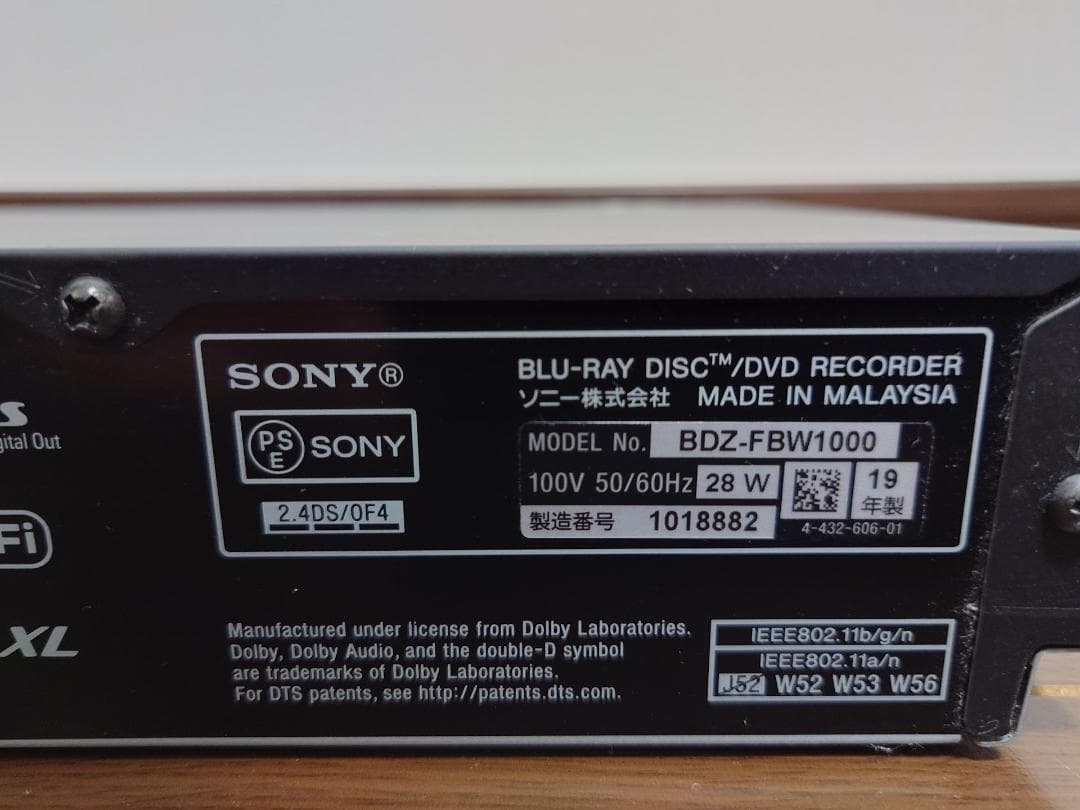 SONY®
BLU-RAY DISC™/DVD RECORDER
ソニー株式会社 MADE IN MALAYSIA
PSE SONY
MODEL No. BDZ-FBW1000
100V 50/60Hz 28 W
19年製
2.4DS/OF4
製造番号 1018882
4-432-606-01
S
gital Out
Fi
XL
Manufactured under license from Dolby Laboratories.
Dolby, Dolby Audio, and the double-D symbol
are trademarks of Dolby Laboratories.
For DTS patents, see http://patents.dts.com.
IEEE802.11b/g/n
IEEE802.11a/n
J52 W52 W53 W56